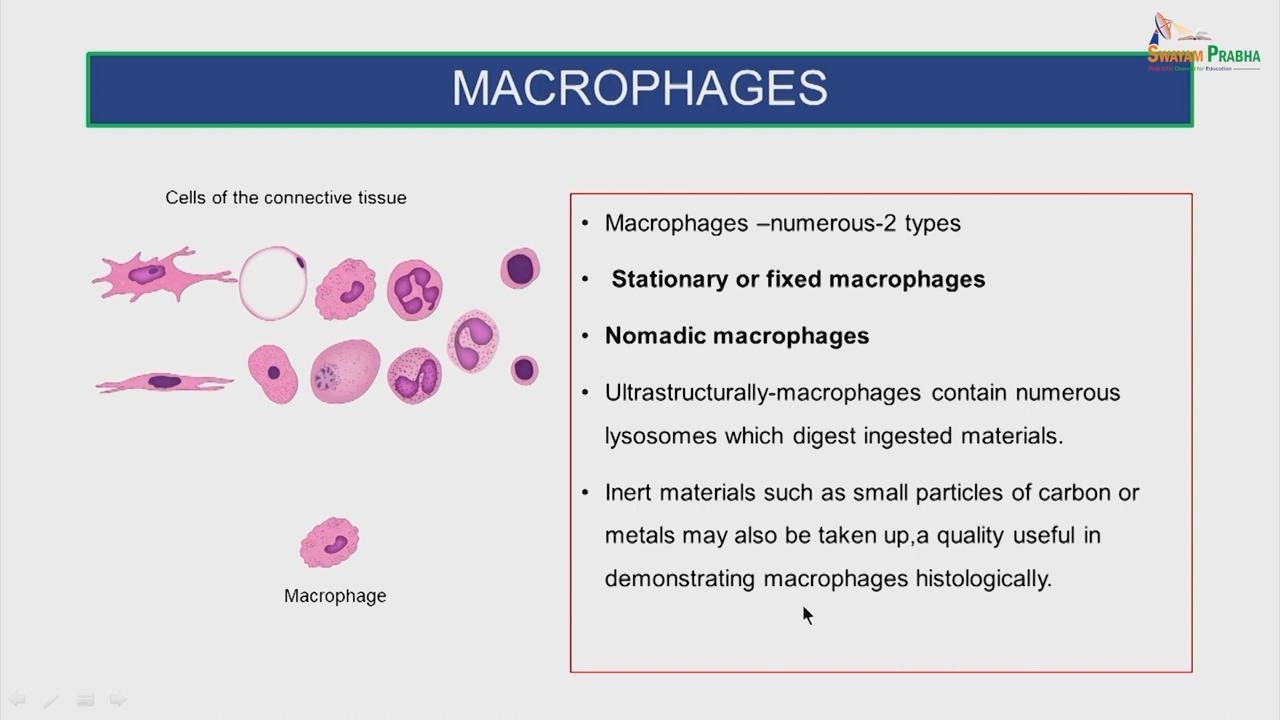 SWAYAM PRABHA
MACROPHAGES
Cells of the connective tissue
• Macrophages –numerous-2 types
• Stationary or fixed macrophages
• Nomadic macrophages
• Ultrastructurally-macrophages contain numerous
lysosomes which digest ingested materials.
• Inert materials such as small particles of carbon or
metals may also be taken up,a quality useful in
demonstrating macrophages histologically.
Macrophage